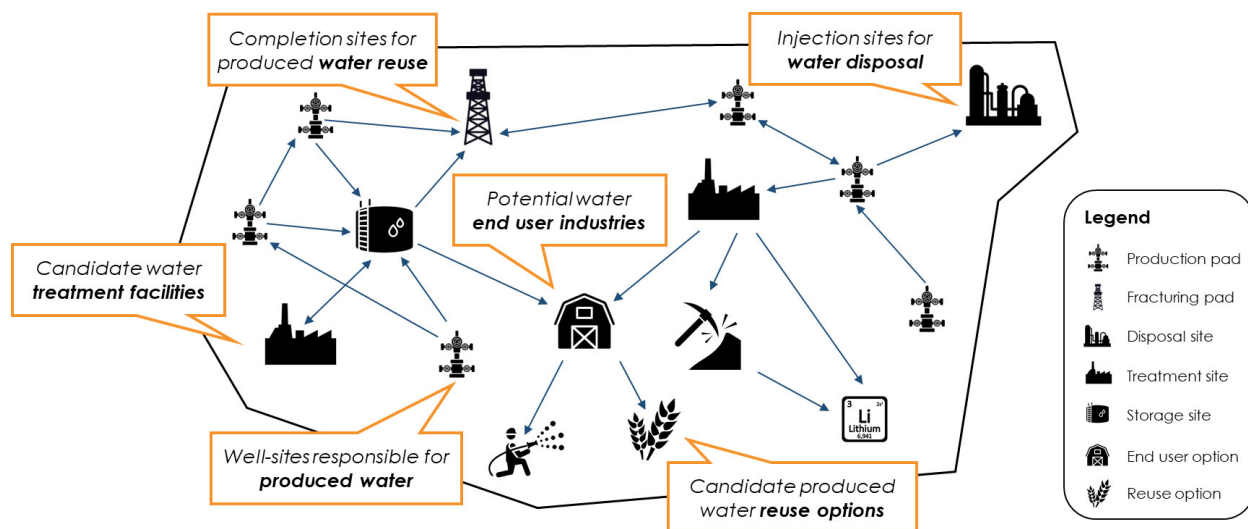 Completion sites for
produced water reuse
Injection sites for
water disposal
Potential water
end user industries
Candidate water
treatment facilities
Well-sites responsible for
produced water
Candidate produced
water reuse options
3 2s¹
Li
Lithium
6,941
Legend
Production pad
Fracturing pad
Disposal site
Treatment site
Storage site
End user option
Reuse option